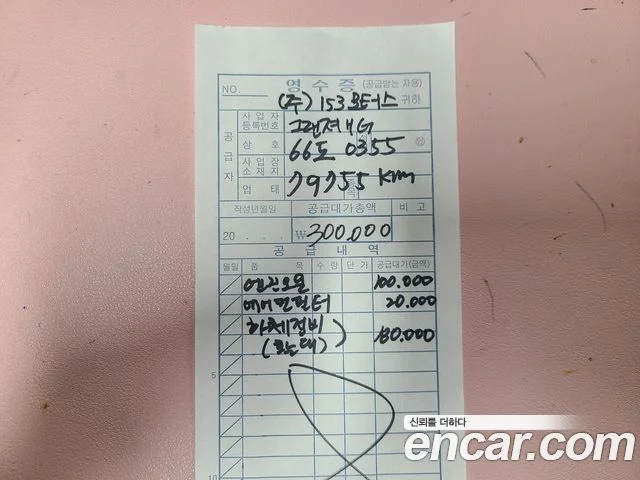 NO. 영 수 증 (공급받는 자용)
(주) 153 모터스 귀하
공 급 자
사 업 자 등록번호 그랜져HG
상 호 66도 0355
사 업 장 소 재 지 79755 km
업 태 종 목
작성년월일 공급대가총액 비 고
20 . . . ₩ 300.000
공 급 내 역
월일 품 목 수 량 단 가 공급대가(금액)
엔진오일 100.000
에어컨필터 20.000
하체정비 ) 180.000
(로는대)
5
10
신뢰를 더하다
encar.com